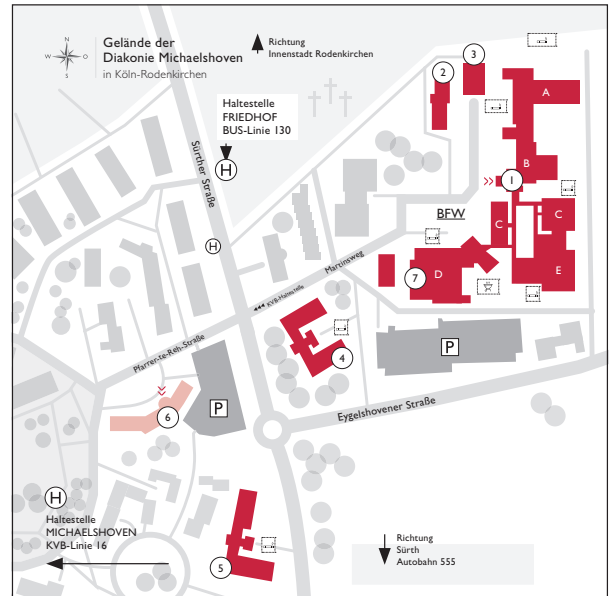 N
W
O
S
Gelände der
Diakonie Michaelshoven
in Köln-Rodenkirchen
Richtung
Innenstadt Rodenkirchen
Haltestelle
FRIEDHOF
BUS-Linie 130
H
H
Sürther Straße
3
2
A
B
1
BFW
C
C
D
E
7
Martinsweg
KVB-Haltestelle
4
P
Pfarrer-te-Reh-Straße
6
P
Eygelshovener Straße
H
Haltestelle
MICHAELSHOVEN
KVB-Linie 16
5
Richtung
Sürth
Autobahn 555